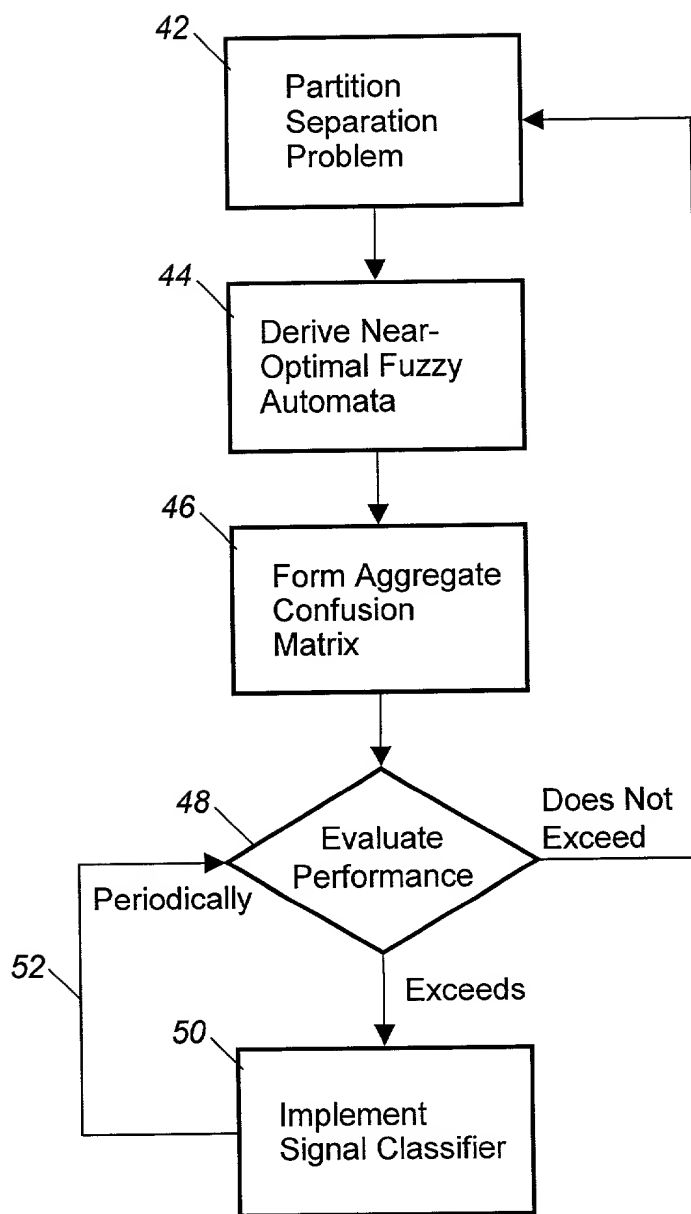 42
Partition
Separation
Problem
44
Derive Near-
Optimal Fuzzy
Automata
46
Form Aggregate
Confusion
Matrix
48
Evaluate
Performance
Does Not
Exceed
Periodically
52
Exceeds
50
Implement
Signal Classifier